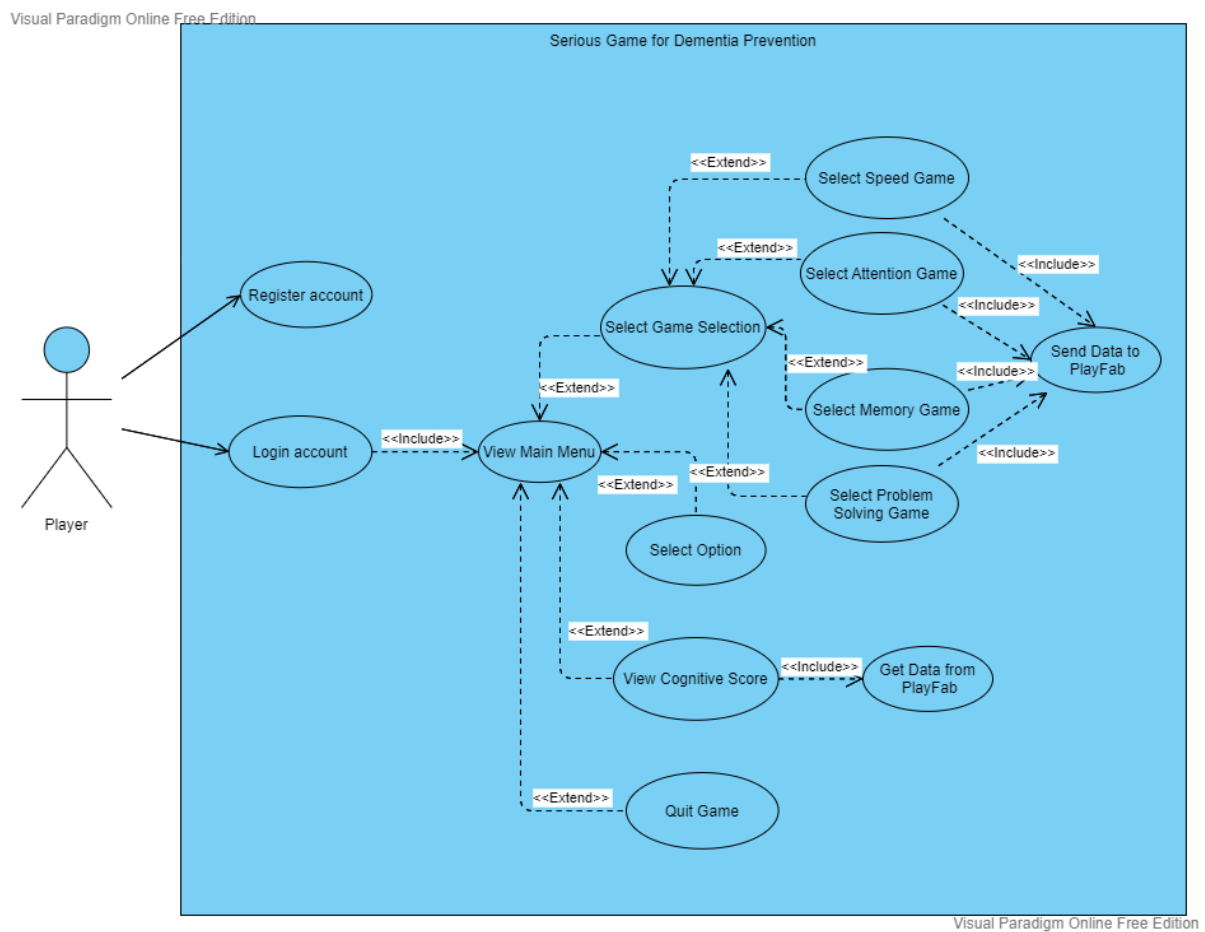 Visual Paradigm Online Free Edition
Serious Game for Dementia Prevention
<<Extend>>
Select Speed Game
<<Extend>>
Select Attention Game
<<Include>>
Register account
<<Include>>
Select Game Selection
Send Data to
PlayFab
<<Extend>>
<<Include>>
<<Extend>>
Select Memory Game
Login account
<<Include>>
View Main Menu
<<Include>>
<<Extend>>
<<Extend>>
Select Problem
Solving Game
Player
Select Option
<<Extend>>
View Cognitive Score
<<Include>>
Get Data from
PlayFab
<<Extend>>
Quit Game
Visual Paradigm Online Free Edition